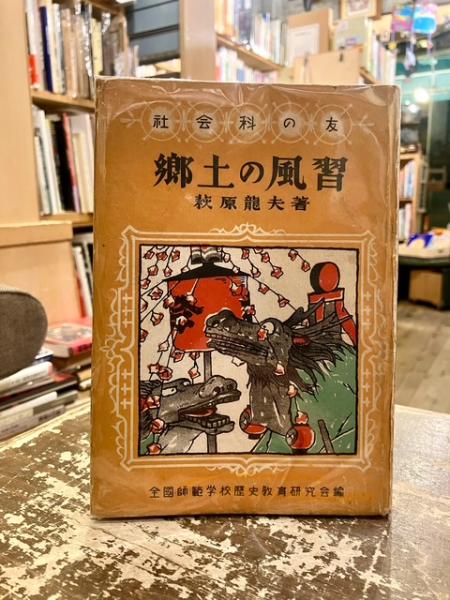 社会科の友
郷土の風習
萩原龍夫著
全國師範学校歴史教育研究会編